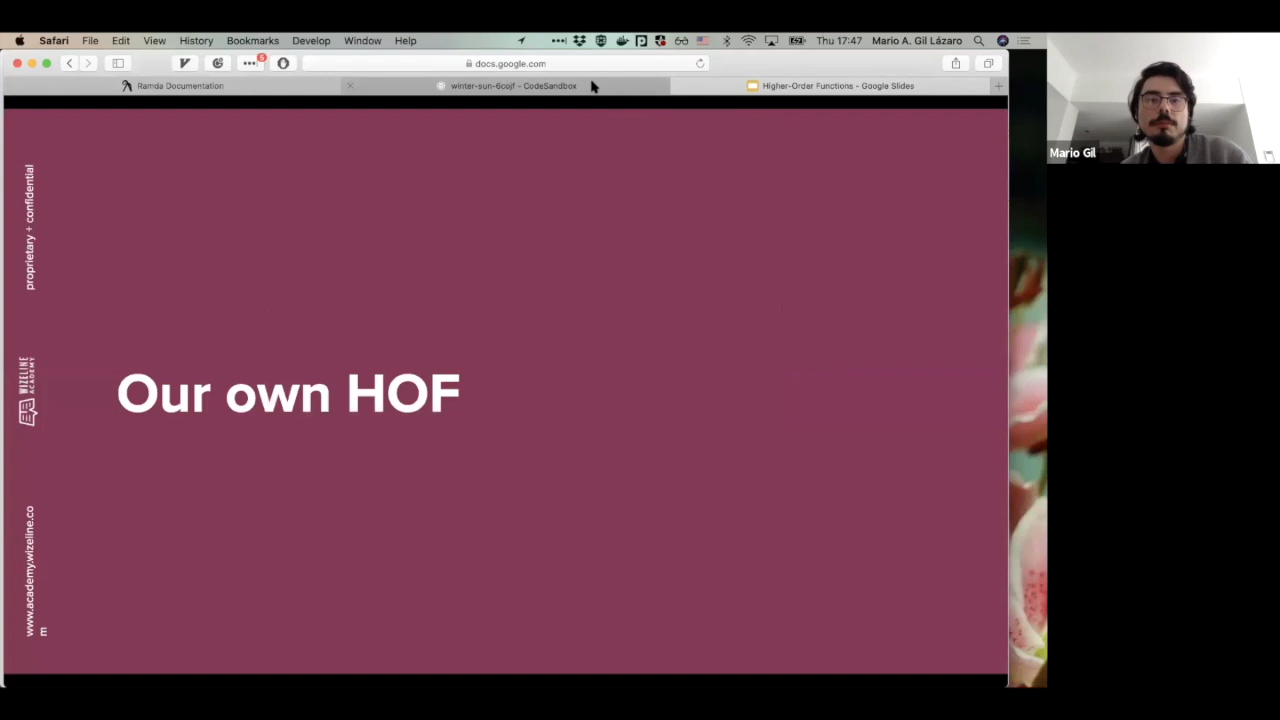 Safari File Edit View History Bookmarks Develop Window Help Thu 17:47 Mario A. Gil Lázaro
5
docs.google.com
Ramda Documentation
winter-sun-6cojf - CodeSandbox
Higher-Order Functions - Google Slides
Mario Gil
proprietary + confidential
WIZELINE
ACADEMY
Our own HOF
www.academy.wizeline.co
m